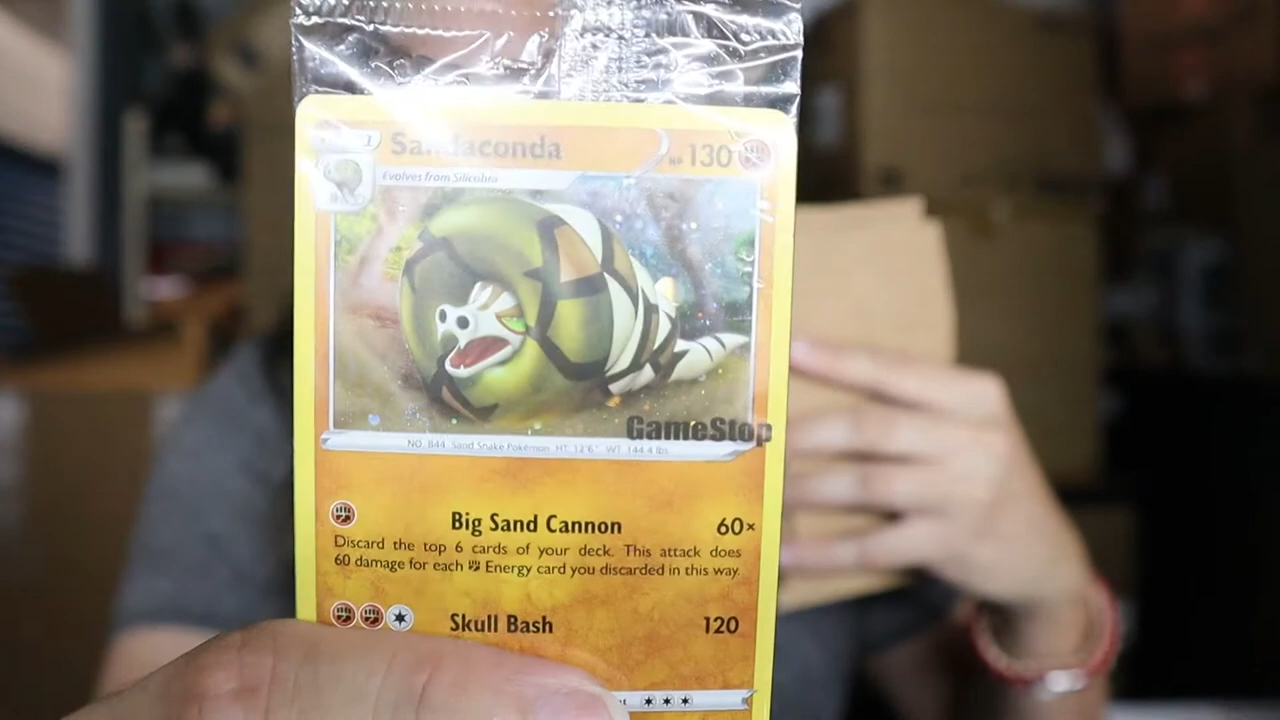 1 Sandaconda HP 130
Evolves from Silicobra
GameStop
NO. 844 Sand Snake Pokémon HT: 12'6" WT: 144.4 lbs.
Big Sand Cannon 60×
Discard the top 6 cards of your deck. This attack does
60 damage for each Energy card you discarded in this way.
Skull Bash 120